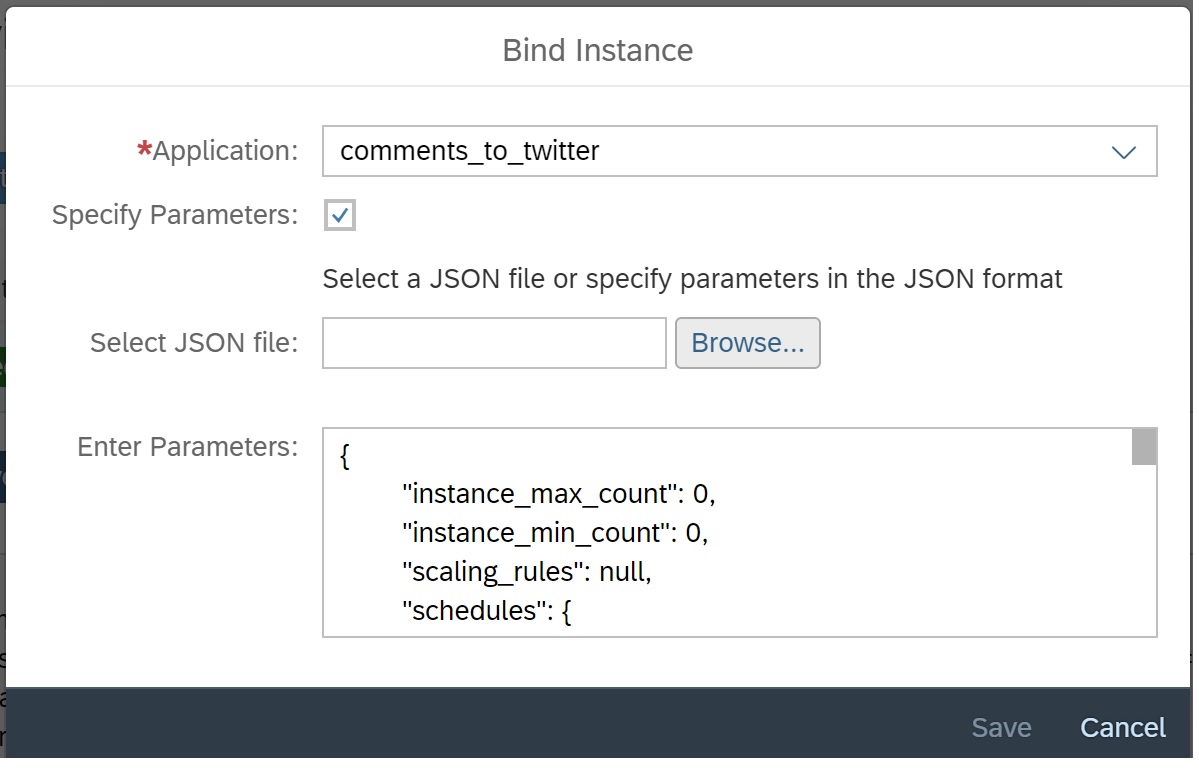 Bind Instance
*Application: comments_to_twitter
Specify Parameters:
Select a JSON file or specify parameters in the JSON format
Select JSON file: Browse...
Enter Parameters: {
"instance_max_count": 0,
"instance_min_count": 0,
"scaling_rules": null,
"schedules": {
Save Cancel